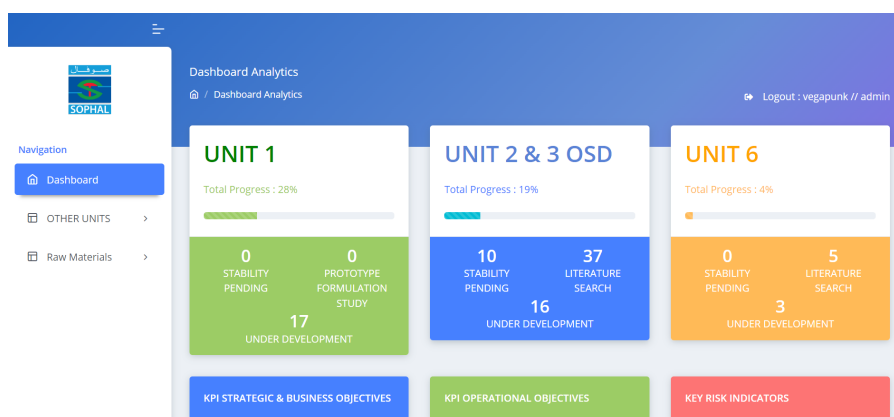 صوفال
SOPHAL
Dashboard Analytics
/ Dashboard Analytics
Logout : vegapunk // admin
Navigation
Dashboard
OTHER UNITS
Raw Materials
UNIT 1
Total Progress : 28%
0
STABILITY
PENDING
0
PROTOTYPE
FORMULATION
STUDY
17
UNDER DEVELOPMENT
UNIT 2 & 3 OSD
Total Progress : 19%
10
STABILITY
PENDING
37
LITERATURE
SEARCH
16
UNDER DEVELOPMENT
UNIT 6
Total Progress : 4%
0
STABILITY
PENDING
5
LITERATURE
SEARCH
3
UNDER DEVELOPMENT
KPI STRATEGIC & BUSINESS OBJECTIVES
KPI OPERATIONAL OBJECTIVES
KEY RISK INDICATORS